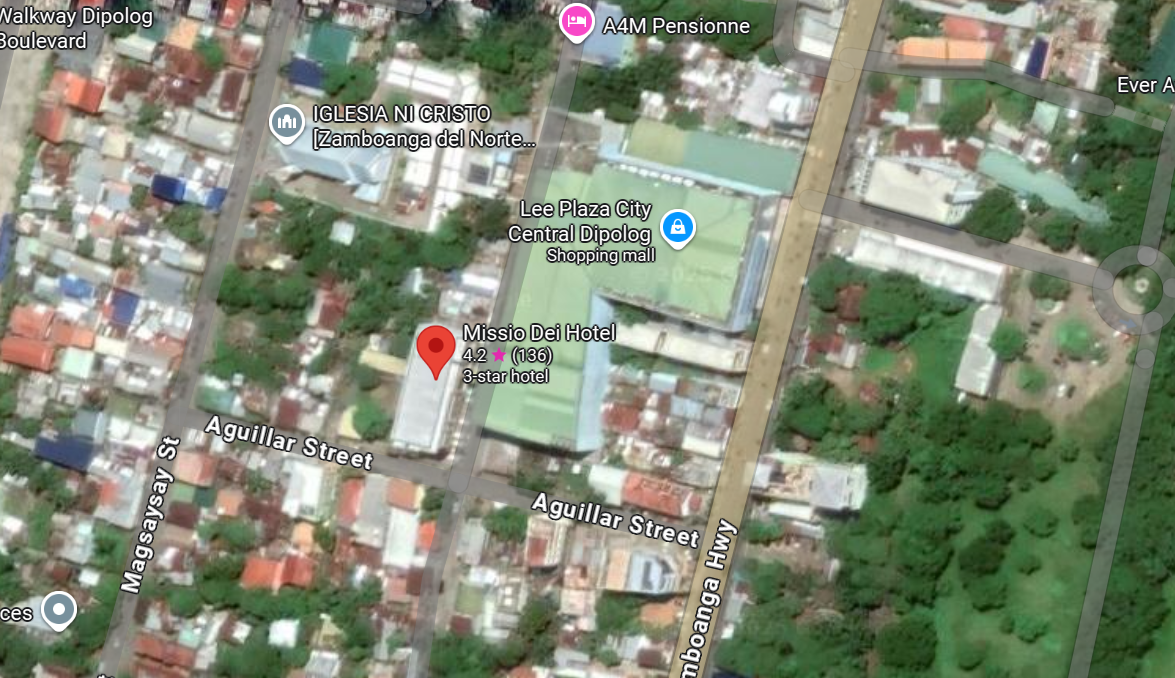 Walkway Dipolog
Boulevard
A4M Pensionne
Ever A
IGLESIA NI CRISTO
[Zamboanga del Norte...
Lee Plaza City
Central Dipolog
Shopping mall
Missio Dei Hotel
4.2 ★ (136)
3-star hotel
Aguillar Street
Magsaysay St
Aguillar Street
mboanga Hwy
ces